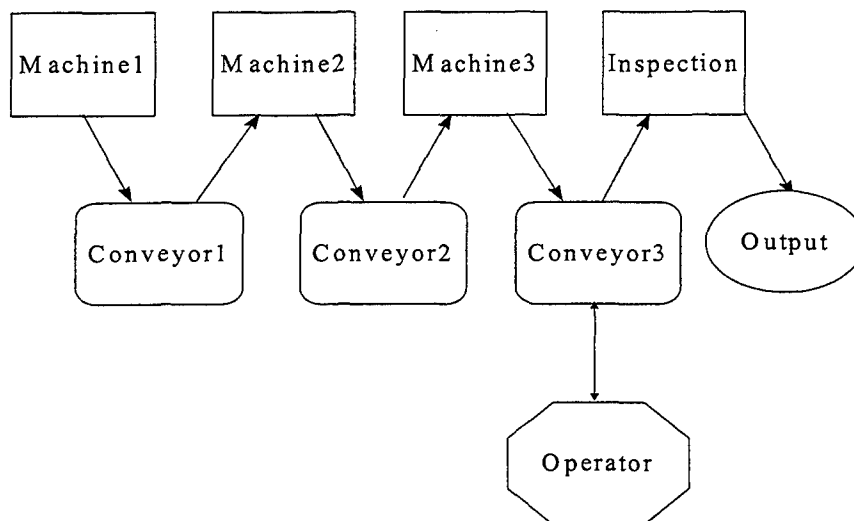 Machine1
Machine2
Machine3
Inspection
Conveyor1
Conveyor2
Conveyor3
Output
Operator